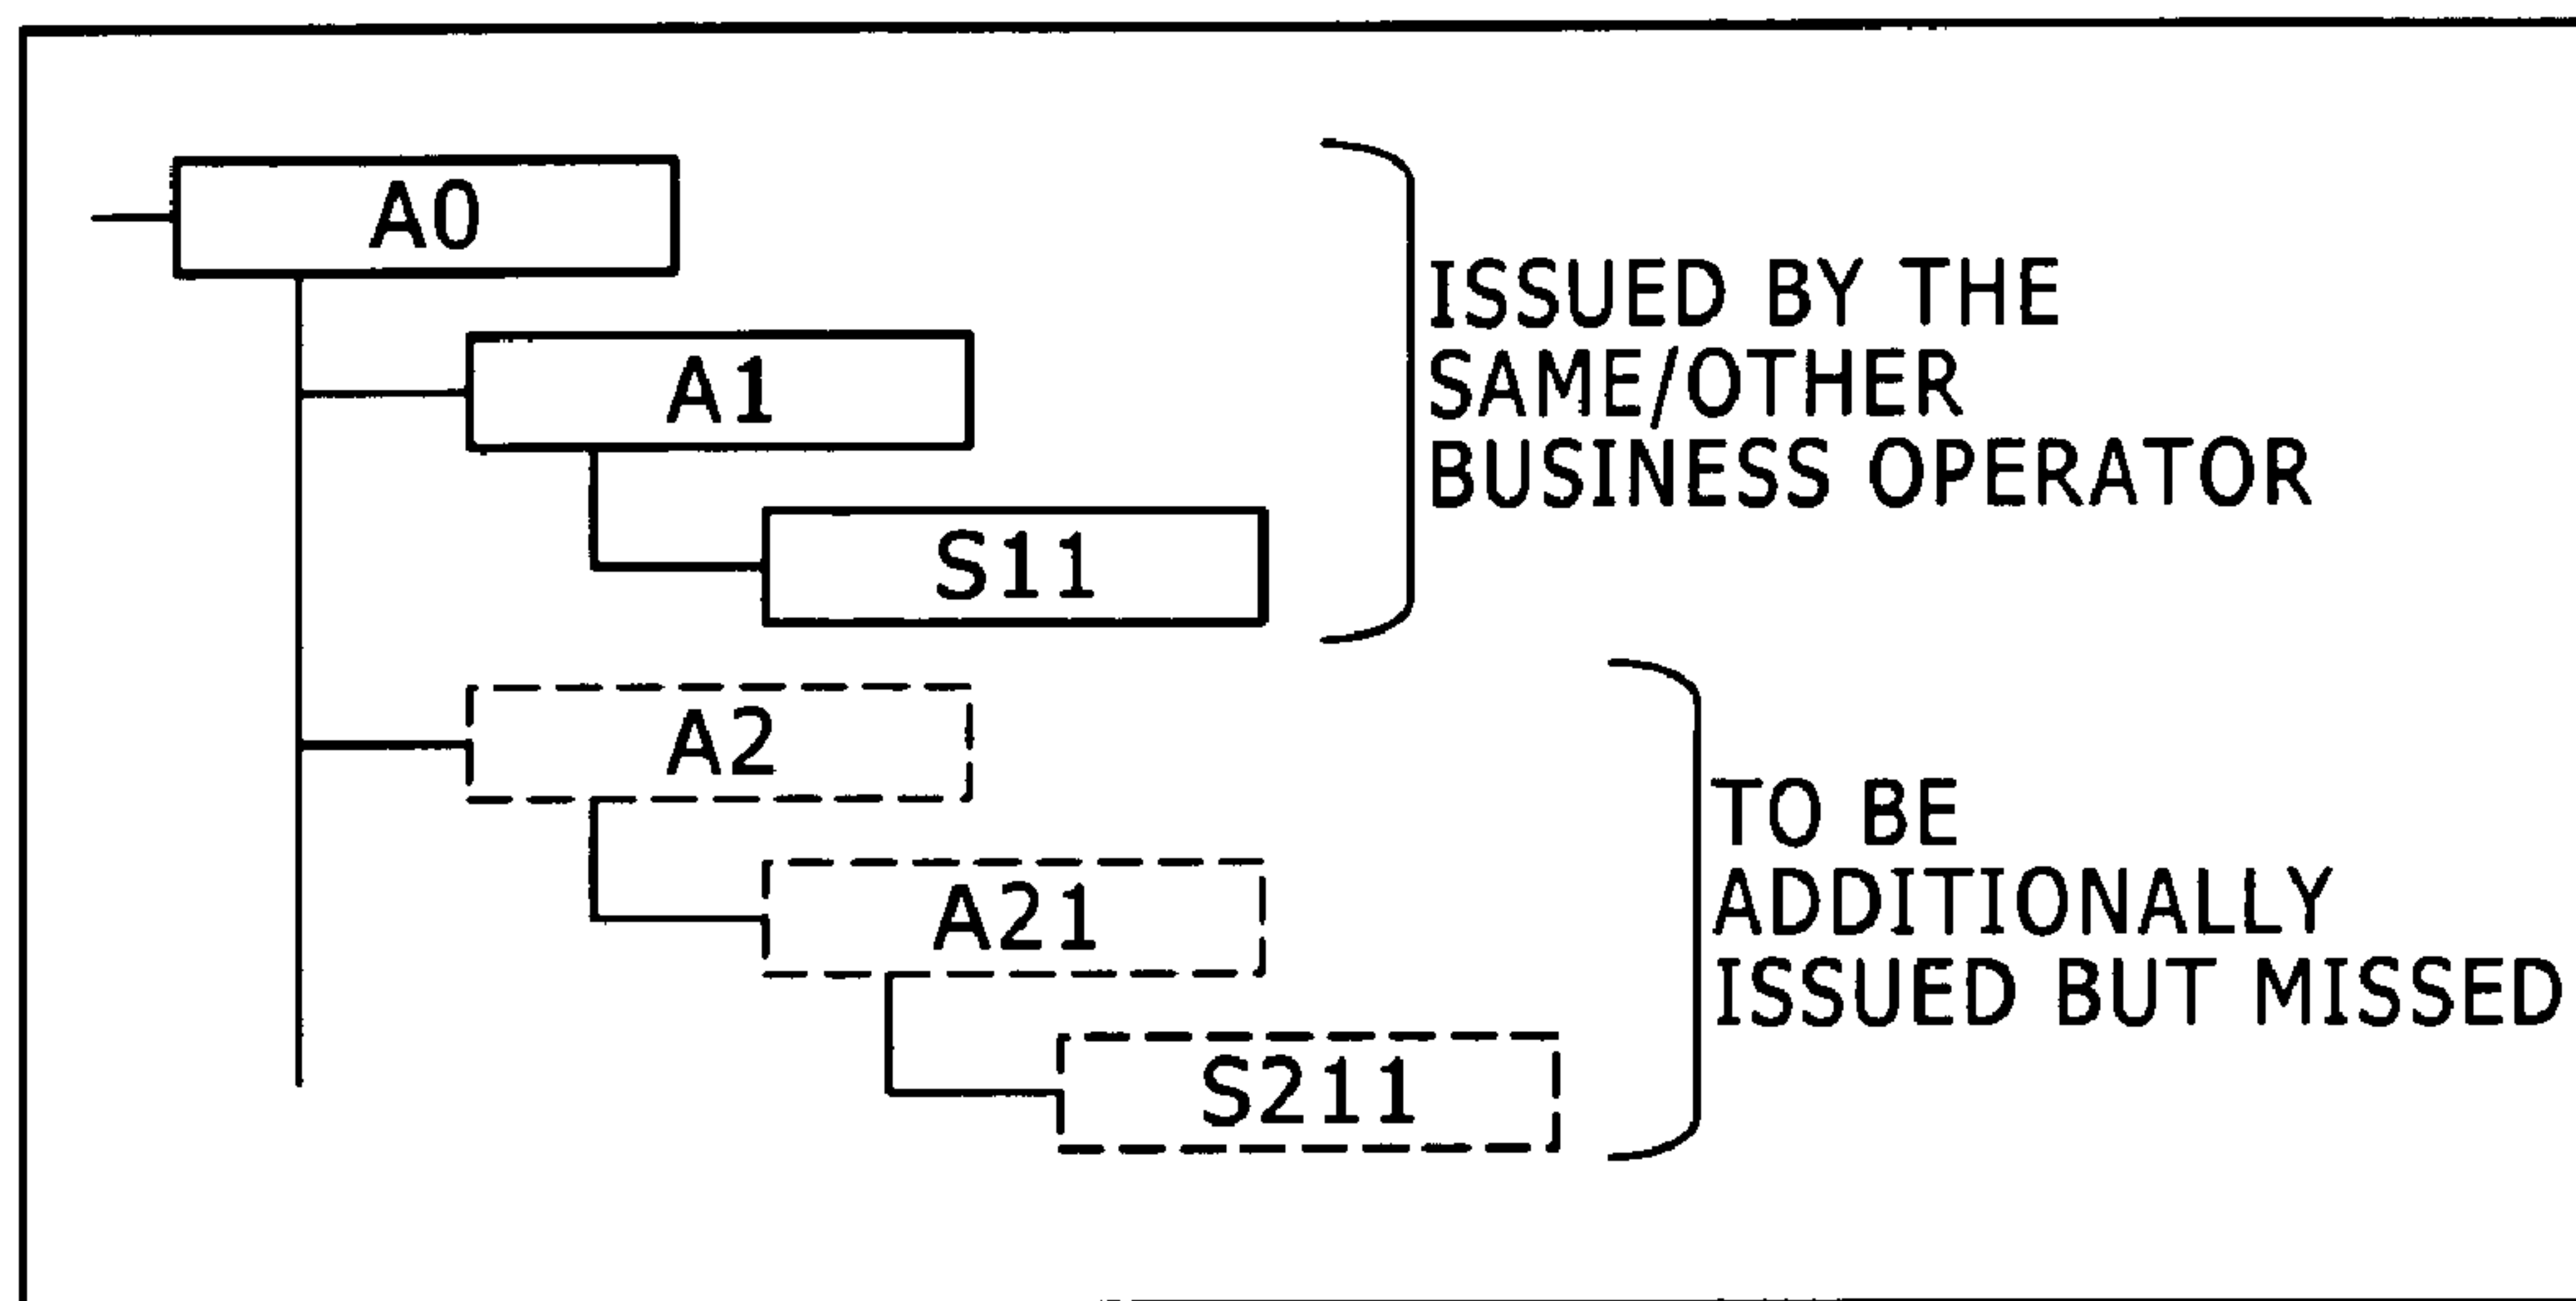 A0
A1
S11
ISSUED BY THE
SAME/OTHER
BUSINESS OPERATOR
A2
A21
S211
TO BE
ADDITIONALLY
ISSUED BUT MISSED